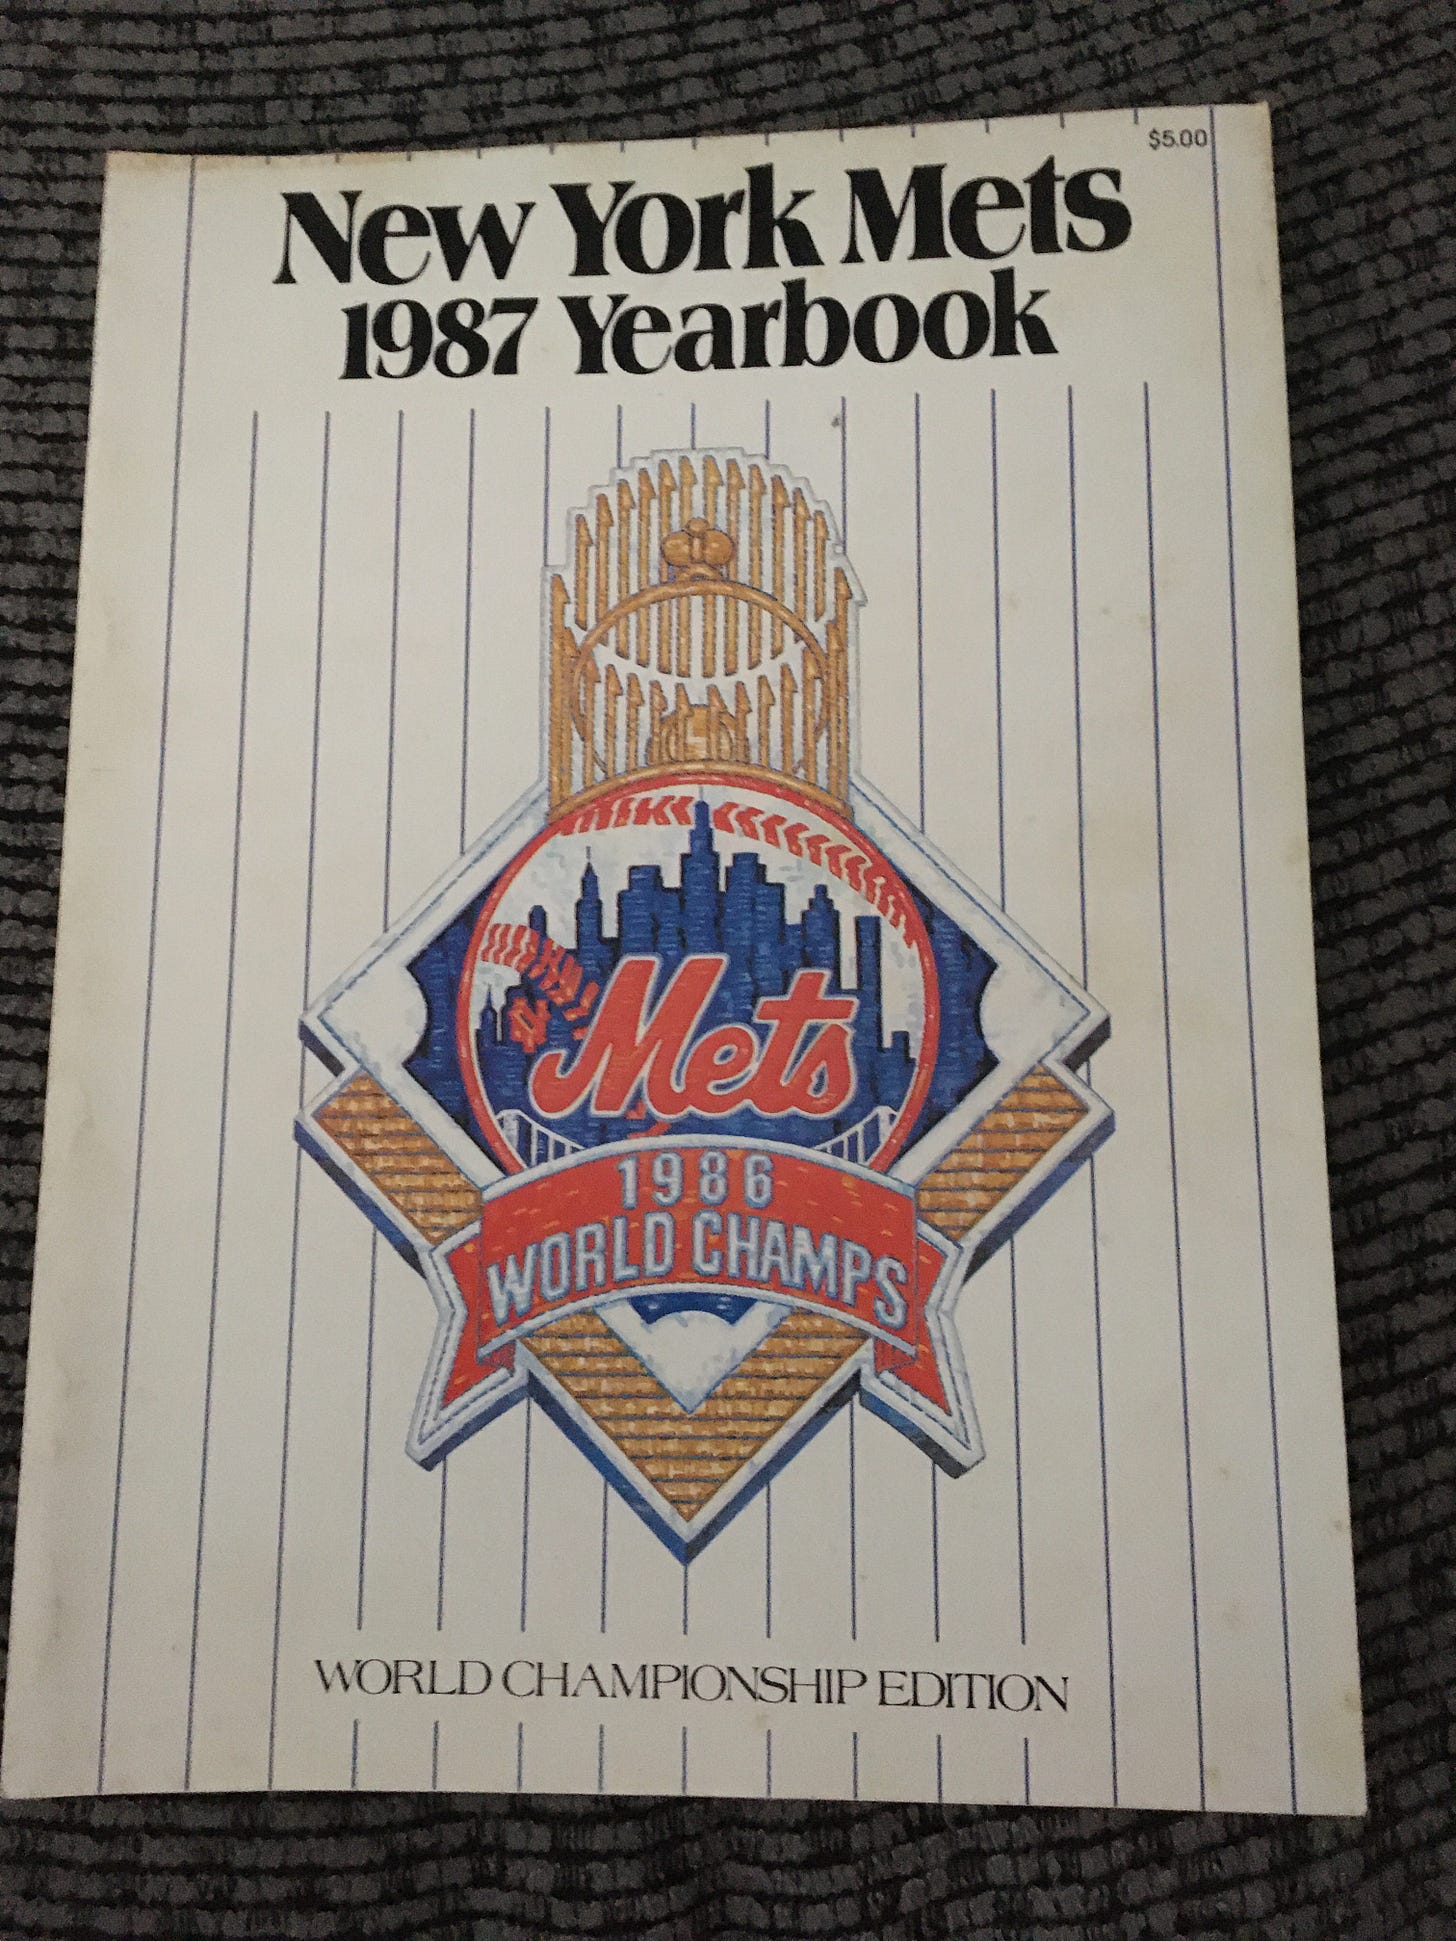 $5.00
New York Mets
1987 Yearbook
Mets
1986
WORLD CHAMPS
WORLD CHAMPIONSHIP EDITION